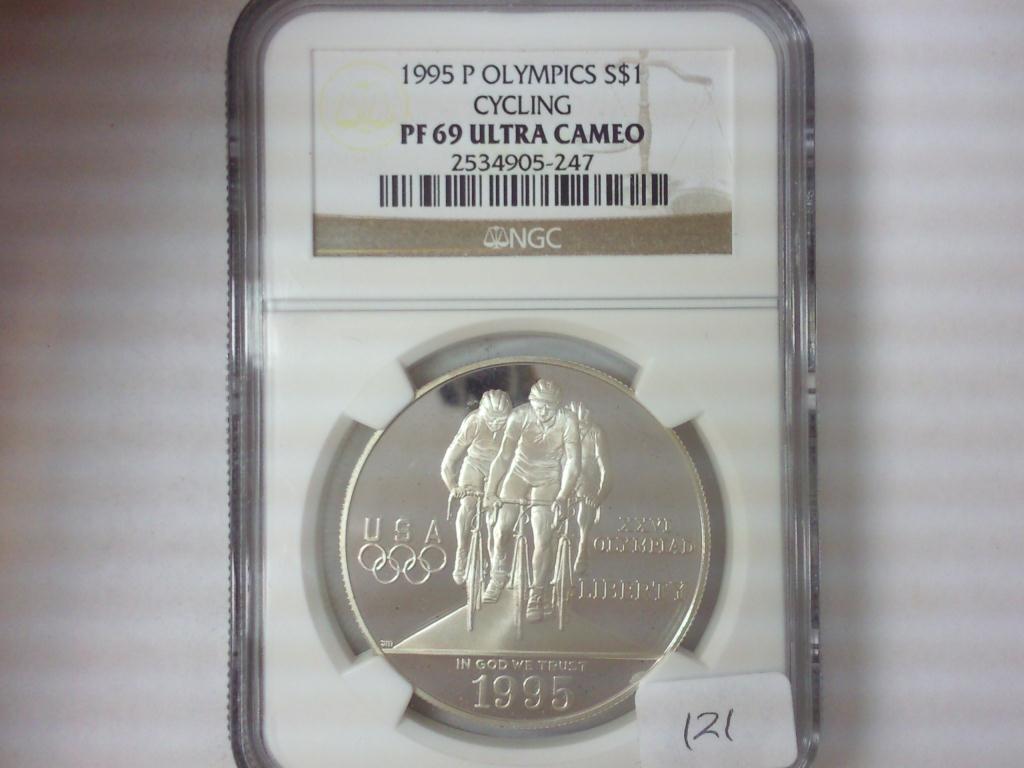 1995 P OLYMPICS S$1
CYCLING
PF 69 ULTRA CAMEO
2534905-247
NGC
USA
XXVI
OLYMPIAD
LIBERTY
IN GOD WE TRUST
1995
121